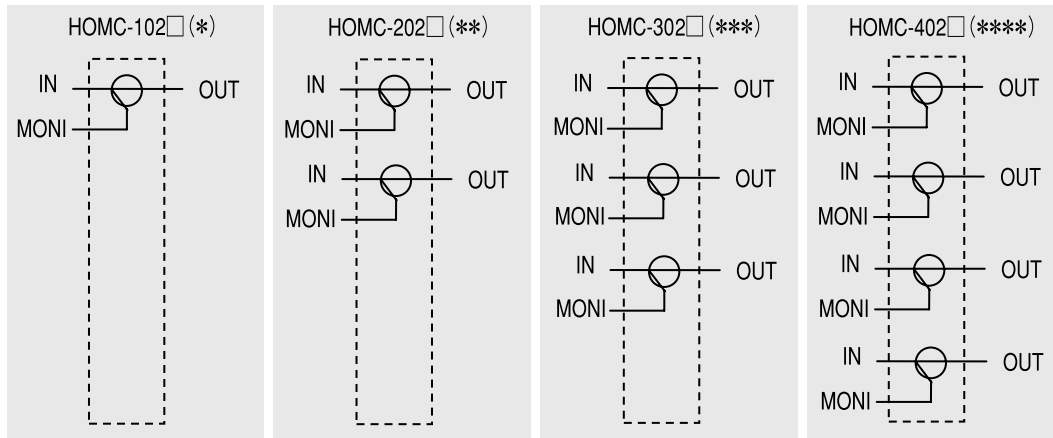 HOMC-102□(*)
IN
OUT
MONI
HOMC-202□(**)
IN
OUT
MONI
IN
OUT
MONI
HOMC-302□(***)
IN
OUT
MONI
IN
OUT
MONI
IN
OUT
MONI
HOMC-402□(****)
IN
OUT
MONI
IN
OUT
MONI
IN
OUT
MONI
IN
OUT
MONI